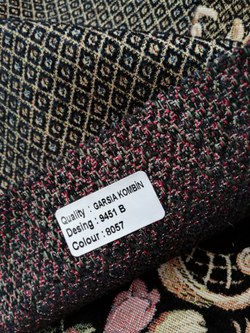 Quality : GARSIA KOMBIN
Desing : 9451 B
Colour : 8057